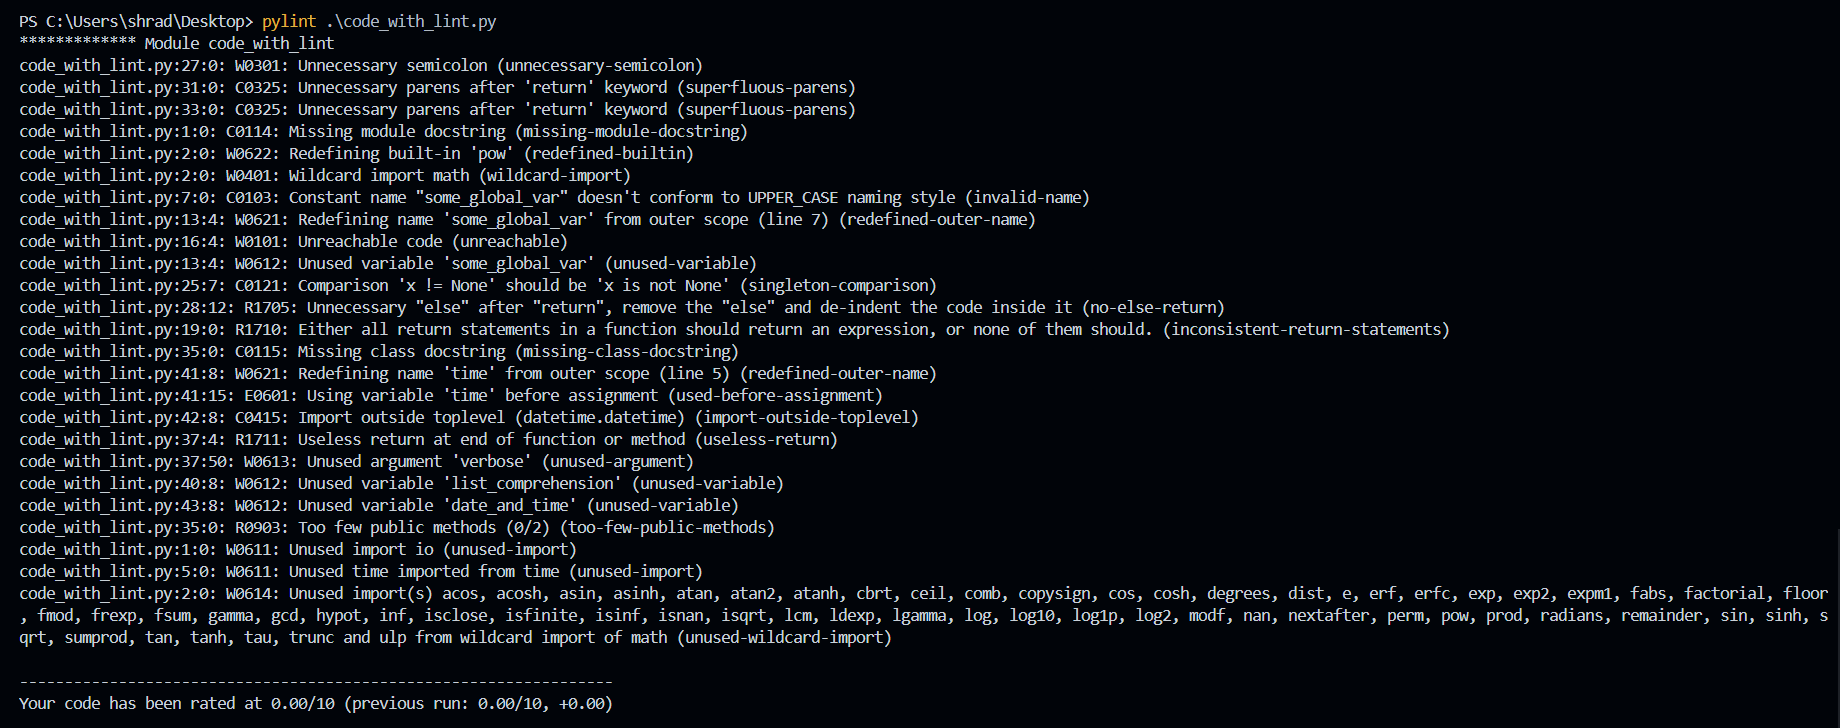 PS C:\Users\shrad\Desktop> pylint .\code_with_lint.py
************* Module code_with_lint
code_with_lint.py:27:0: W0301: Unnecessary semicolon (unnecessary-semicolon)
code_with_lint.py:31:0: C0325: Unnecessary parens after 'return' keyword (superfluous-parens)
code_with_lint.py:33:0: C0325: Unnecessary parens after 'return' keyword (superfluous-parens)
code_with_lint.py:1:0: C0114: Missing module docstring (missing-module-docstring)
code_with_lint.py:2:0: W0622: Redefining built-in 'pow' (redefined-builtin)
code_with_lint.py:2:0: W0401: Wildcard import math (wildcard-import)
code_with_lint.py:7:0: C0103: Constant name "some_global_var" doesn't conform to UPPER_CASE naming style (invalid-name)
code_with_lint.py:13:4: W0621: Redefining name 'some_global_var' from outer scope (line 7) (redefined-outer-name)
code_with_lint.py:16:4: W0101: Unreachable code (unreachable)
code_with_lint.py:13:4: W0612: Unused variable 'some_global_var' (unused-variable)
code_with_lint.py:25:7: C0121: Comparison 'x != None' should be 'x is not None' (singleton-comparison)
code_with_lint.py:28:12: R1705: Unnecessary "else" after "return", remove the "else" and de-indent the code inside it (no-else-return)
code_with_lint.py:19:0: R1710: Either all return statements in a function should return an expression, or none of them should. (inconsistent-return-statements)
code_with_lint.py:35:0: C0115: Missing class docstring (missing-class-docstring)
code_with_lint.py:41:8: W0621: Redefining name 'time' from outer scope (line 5) (redefined-outer-name)
code_with_lint.py:41:15: E0601: Using variable 'time' before assignment (used-before-assignment)
code_with_lint.py:42:8: C0415: Import outside toplevel (datetime.datetime) (import-outside-toplevel)
code_with_lint.py:37:4: R1711: Useless return at end of function or method (useless-return)
code_with_lint.py:37:50: W0613: Unused argument 'verbose' (unused-argument)
code_with_lint.py:40:8: W0612: Unused variable 'list_comprehension' (unused-variable)
code_with_lint.py:43:8: W0612: Unused variable 'date_and_time' (unused-variable)
code_with_lint.py:35:0: R0903: Too few public methods (0/2) (too-few-public-methods)
code_with_lint.py:1:0: W0611: Unused import io (unused-import)
code_with_lint.py:5:0: W0611: Unused time imported from time (unused-import)
code_with_lint.py:2:0: W0614: Unused import(s) acos, acosh, asin, asinh, atan, atan2, atanh, cbrt, ceil, comb, copysign, cos, cosh, degrees, dist, e, erf, erfc, exp, exp2, expm1, fabs, factorial, floor
, fmod, frexp, fsum, gamma, gcd, hypot, inf, isclose, isfinite, isinf, isnan, isqrt, lcm, ldexp, lgamma, log, log10, log1p, log2, modf, nan, nextafter, perm, pow, prod, radians, remainder, sin, sinh, s
qrt, sumprod, tan, tanh, tau, trunc and ulp from wildcard import of math (unused-wildcard-import)

------------------------------------------------------------------
Your code has been rated at 0.00/10 (previous run: 0.00/10, +0.00)